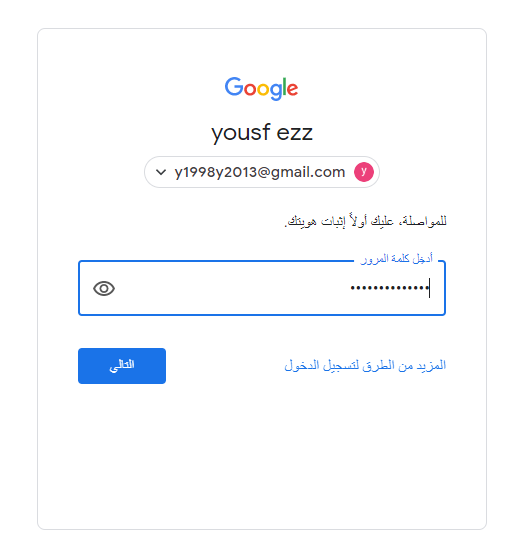 Google
yousf ezz
y1998y2013@gmail.com y
للمواصلة، عليك أولاً إثبات هويتك.
أدخِل كلمة المرور
••••••••••••••
المزيد من الطرق لتسجيل الدخول
التالي